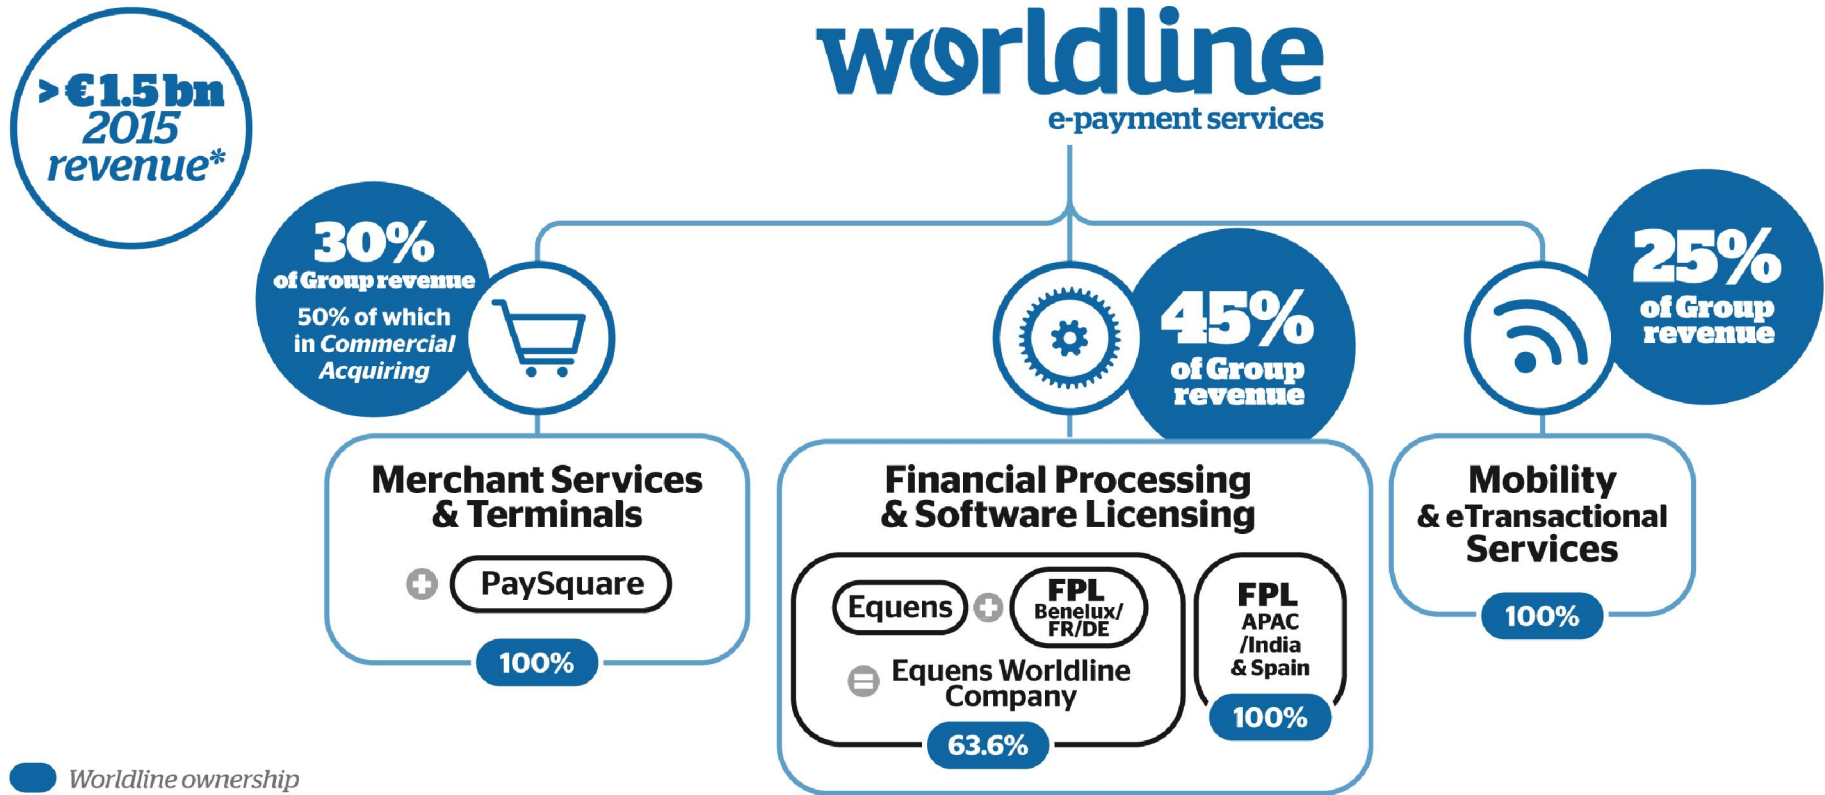 worldline
e-payment services
>€1.5bn
2015
revenue*
30%
of Group revenue
50% of which
in Commercial
Acquiring
45%
of Group
revenue
25%
of Group
revenue
Merchant Services
& Terminals
PaySquare
100%
Financial Processing
& Software Licensing
Equens
FPL
Benelux/
FR/DE
Equens Worldline
Company
63.6%
FPL
APAC
/India
& Spain
100%
Mobility
& eTransactional
Services
100%
Worldline ownership